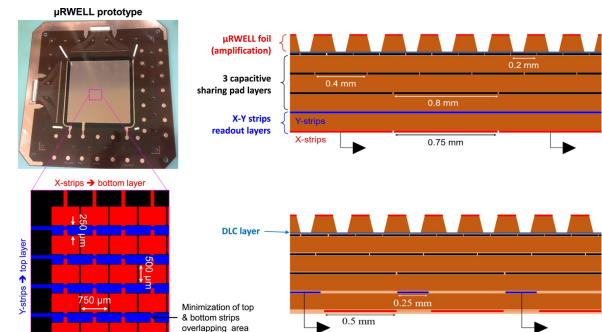 μRWELL prototype
μRWELL foil
(amplification)
3 capacitive
sharing pad layers
X-Y strips
readout layers
0.2 mm
0.4 mm
0.8 mm
Y-strips
X-strips
0.75 mm
X-strips ➔ bottom layer
Y-strips ➔ top layer
250 μm
500 μm
750 μm
Minimization of top
& bottom strips
overlapping area
DLC layer
0.25 mm
0.5 mm